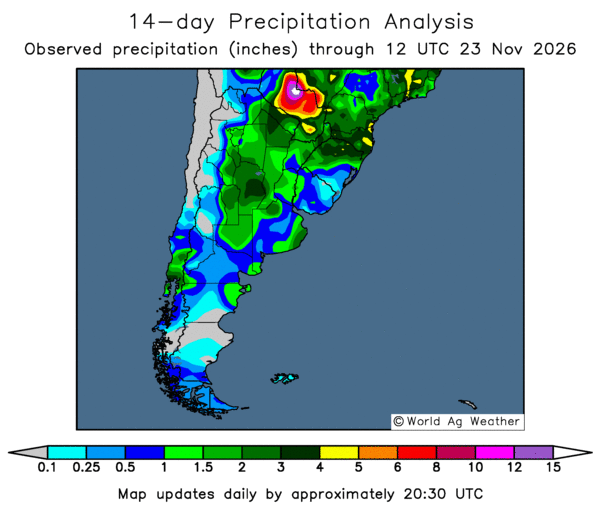 14-day Precipitation Analysis
Observed precipitation (inches) through 12 UTC 23 Nov 2026
© World Ag Weather
0.1 0.25 0.5 1 1.5 2 3 4 5 6 8 10 12 15
Map updates daily by approximately 20:30 UTC